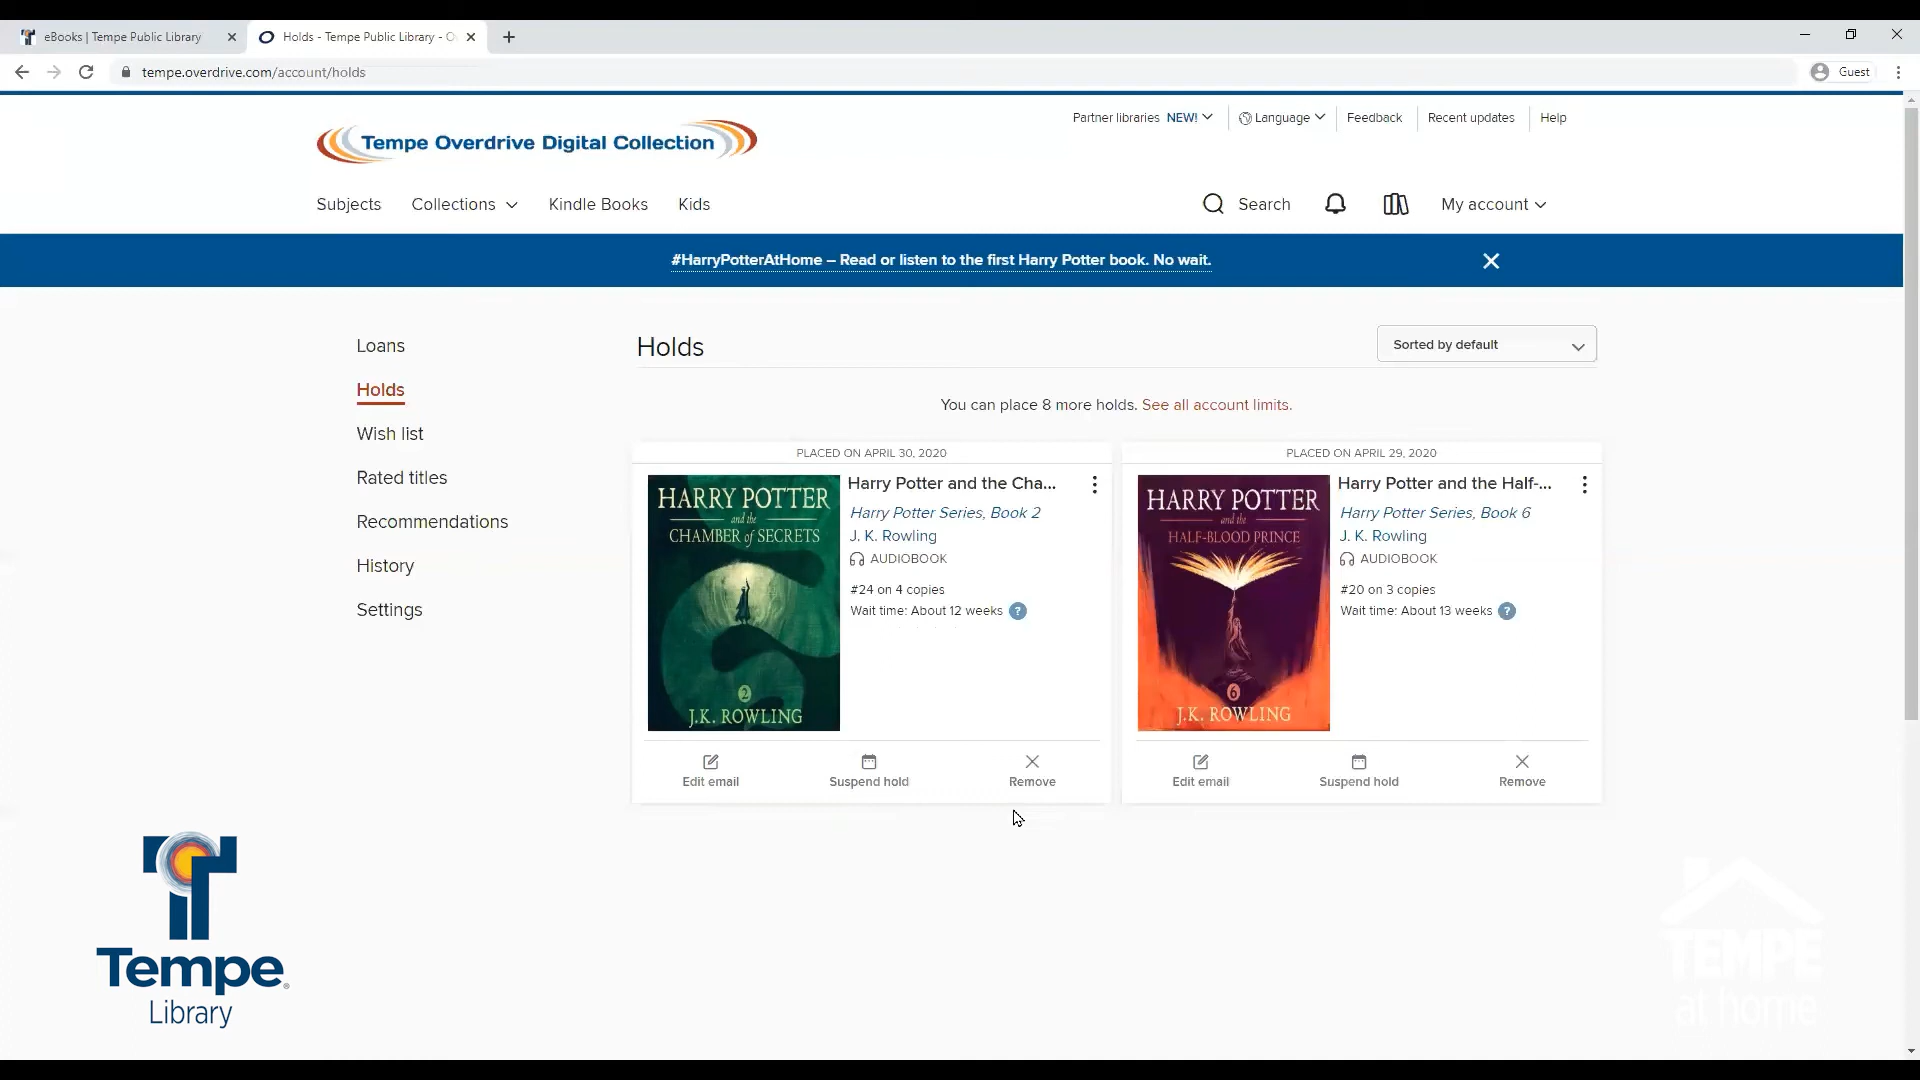 eBooks | Tempe Public Library
Holds - Tempe Public Library - O
tempe.overdrive.com/account/holds
Guest
Partner libraries NEW!
Language
Feedback
Recent updates
Help
Tempe Overdrive Digital Collection
Subjects
Collections
Kindle Books
Kids
Search
My account
#HarryPotterAtHome – Read or listen to the first Harry Potter book. No wait.
Loans
Holds
Wish list
Rated titles
Recommendations
History
Settings
Holds
Sorted by default
You can place 8 more holds. See all account limits.
PLACED ON APRIL 30, 2020
HARRY POTTER
and the
CHAMBER of SECRETS
2
J.K. ROWLING
Harry Potter and the Cha...
Harry Potter Series, Book 2
J. K. Rowling
AUDIOBOOK
#24 on 4 copies
Wait time: About 12 weeks ?
Edit email
Suspend hold
Remove
PLACED ON APRIL 29, 2020
HARRY POTTER
and the
HALF-BLOOD PRINCE
6
J.K. ROWLING
Harry Potter and the Half-...
Harry Potter Series, Book 6
J. K. Rowling
AUDIOBOOK
#20 on 3 copies
Wait time: About 13 weeks ?
Edit email
Suspend hold
Remove
Tempe®
Library
TEMPE
at home